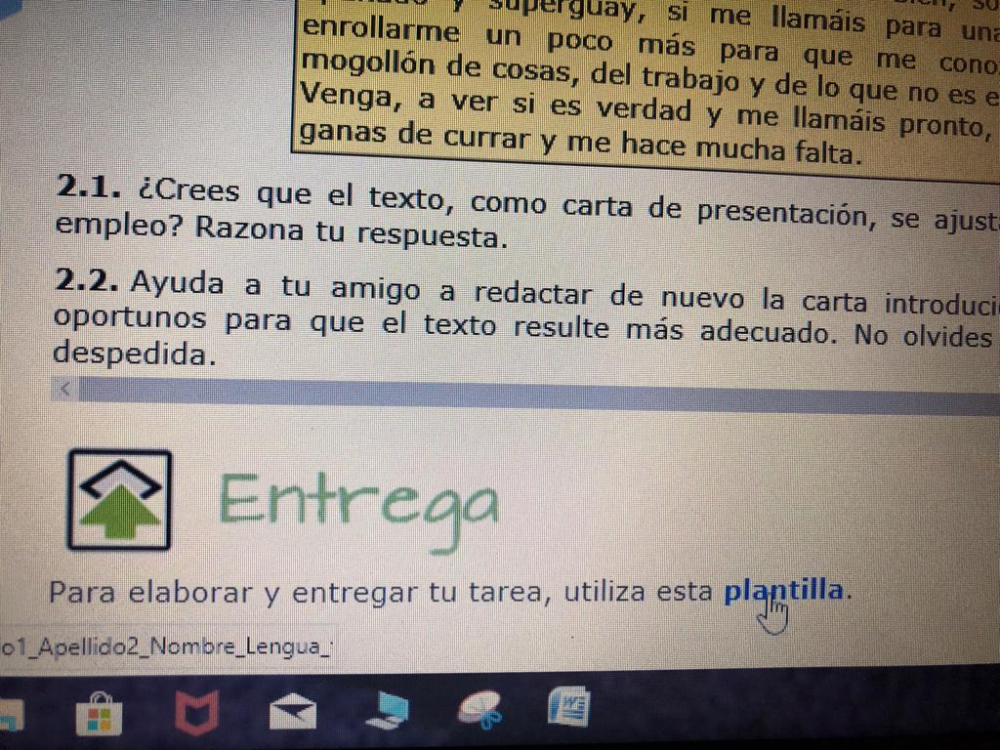 y superguay, si me llamáis para una
enrollarme un poco más para que me cono
mogollón de cosas, del trabajo y de lo que no es e
Venga, a ver si es verdad y me llamáis pronto,
ganas de currar y me hace mucha falta.
2.1. ¿Crees que el texto, como carta de presentación, se ajust
empleo? Razona tu respuesta.
2.2. Ayuda a tu amigo a redactar de nuevo la carta introduci
oportunos para que el texto resulte más adecuado. No olvides
despedida.
Entrega
Para elaborar y entregar tu tarea, utiliza esta plantilla.
o1_Apellido2_Nombre_Lengua_